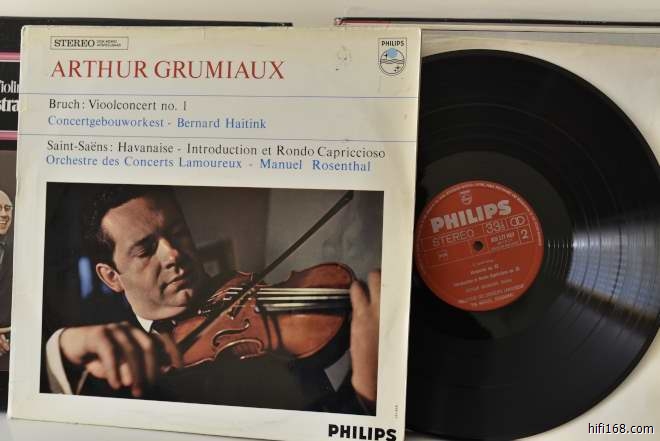 STEREO
PHILIPS
ARTHUR GRUMIAUX
Bruch: Vioolconcert no. 1
Concertgebouworkest - Bernard Haitink
Saint-Saëns: Havanaise - Introduction et Rondo Capriccioso
Orchestre des Concerts Lamoureux - Manuel Rosenthal
PHILIPS
PHILIPS
STEREO 33
2
hifi168.com